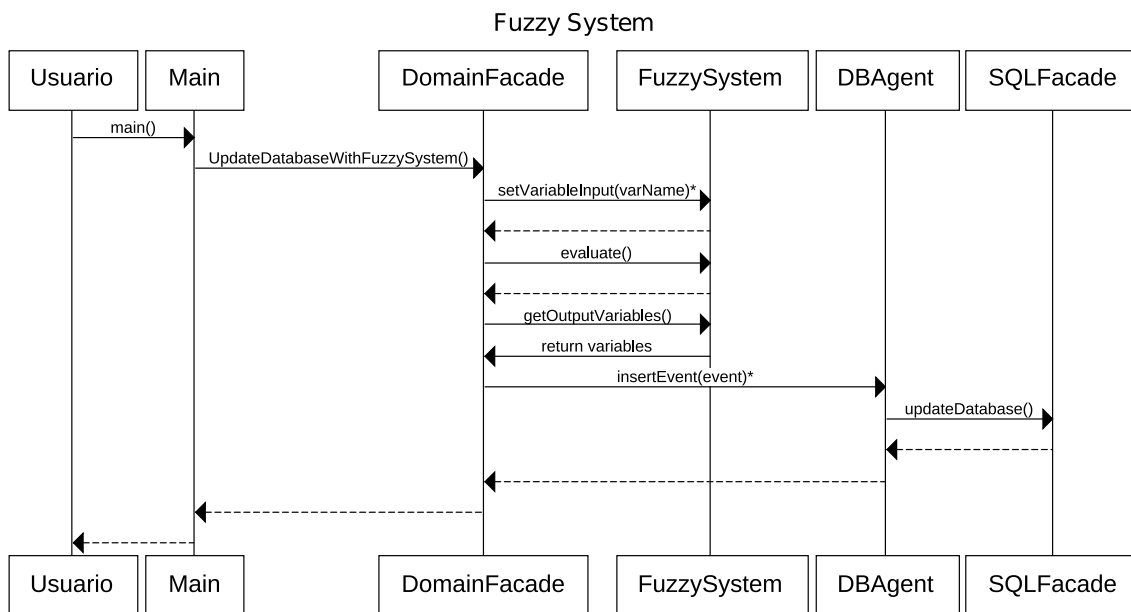 Fuzzy System
Usuario
Main
DomainFacade
FuzzySystem
DBAgent
SQLFacade
main()
UpdateDatabaseWithFuzzySystem()
setVariableInput(varName)*
evaluate()
getOutputVariables()
return variables
insertEvent(event)*
updateDatabase()
Usuario
Main
DomainFacade
FuzzySystem
DBAgent
SQLFacade